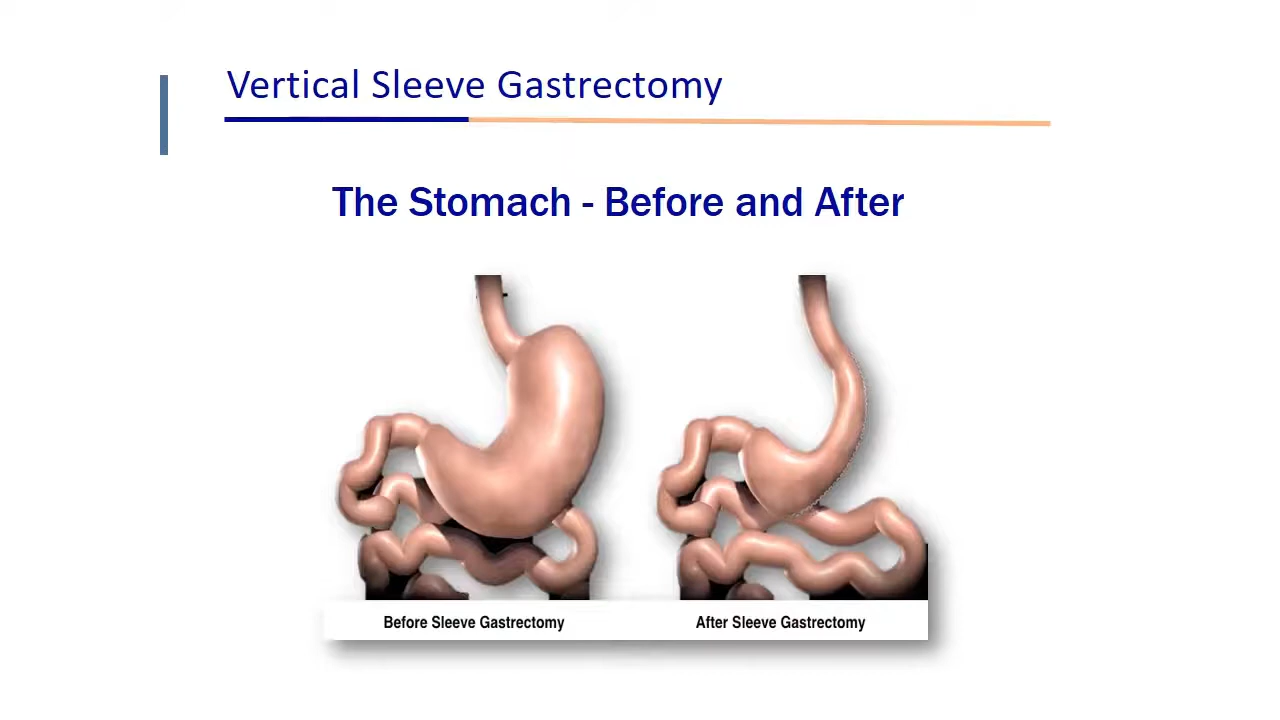 Vertical Sleeve Gastrectomy
The Stomach - Before and After
Before Sleeve Gastrectomy
After Sleeve Gastrectomy